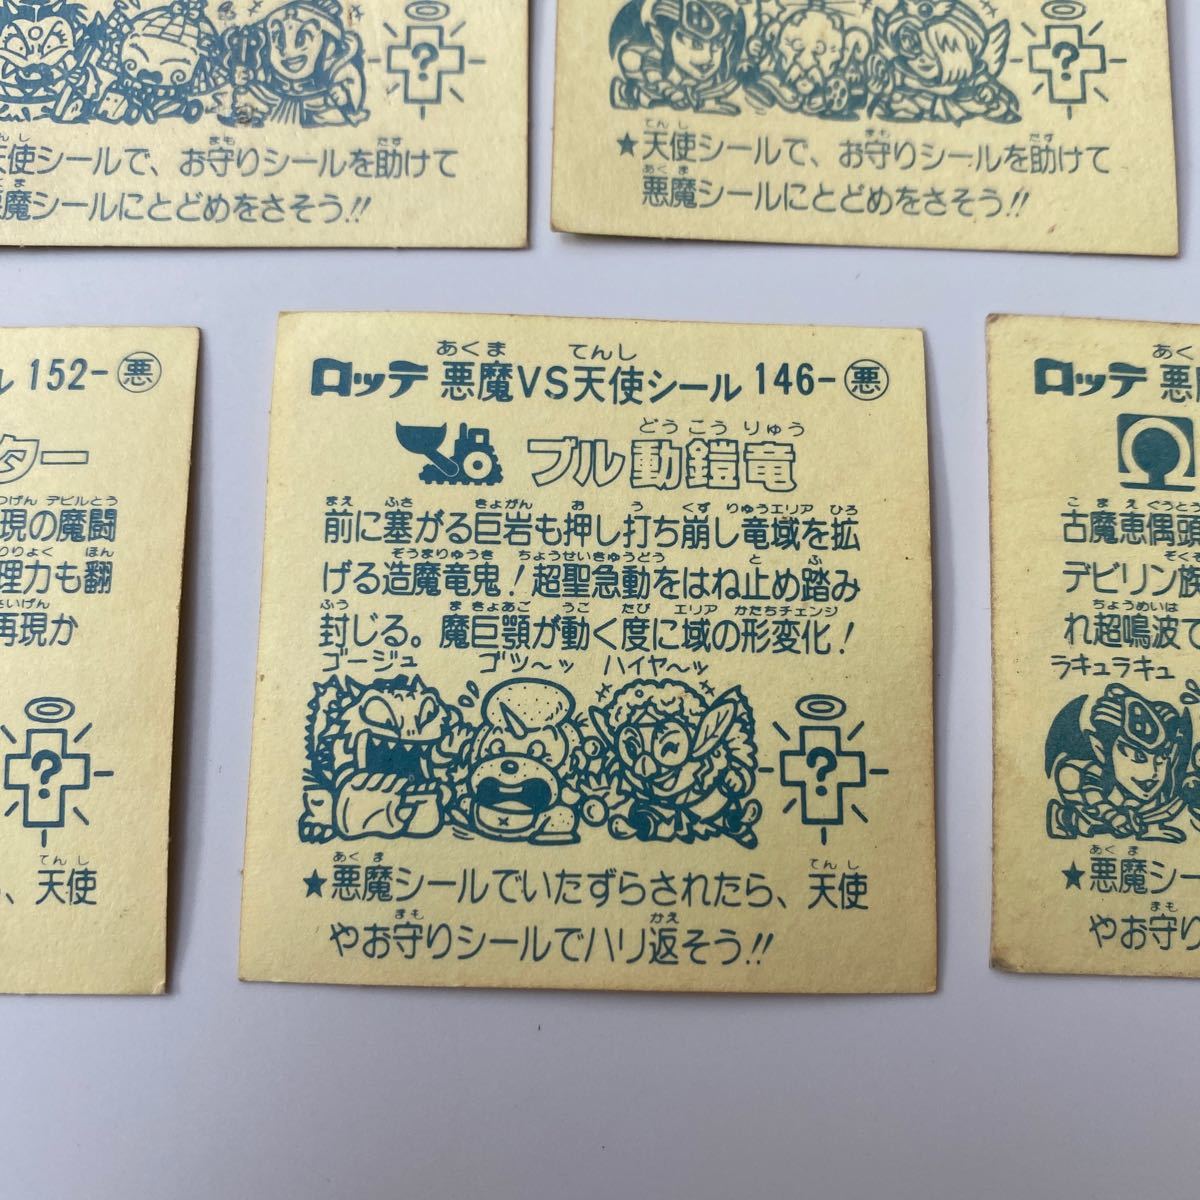 天使シールで、お守りシールを助けて
悪魔シールにとどめをさそう!!
★天使シールで、お守りシールを助けて
悪魔シールにとどめをさそう!!
ル 152-悪
ター
現の魔闘
理力も翻
再現か
、天使
ロッテ 悪魔VS天使シール 146-悪
ブル動鎧竜
前に塞がる巨岩も押し打ち崩し竜域を拡
げる造魔竜鬼!超聖急動をはね止め踏み
封じる。魔巨顎が動く度に域の形変化!
ゴージュ ゴツ〜ッ ハイヤ〜ッ
?
★悪魔シールでいたずらされたら、天使
やお守りシールでハリ返そう!!
ロッテ 悪
Ω
古魔恵偶頭
デビリン族
れ超鳴波で
ラキュラキュ
★悪魔シー
やお守り